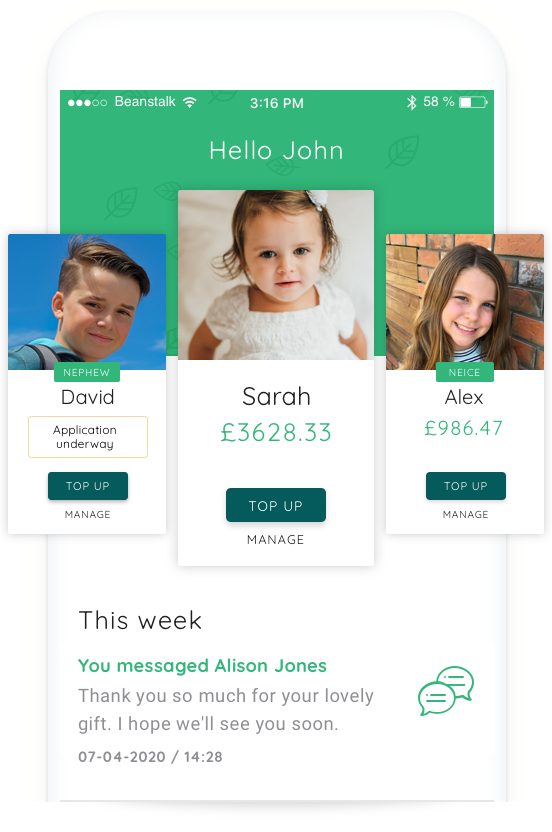 Beanstalk
3:16 PM
58 %
Hello John
NEPHEW
David
Application
underway
TOP UP
MANAGE
Sarah
£3628.33
TOP UP
MANAGE
NEICE
Alex
£986.47
TOP UP
MANAGE
This week
You messaged Alison Jones
Thank you so much for your lovely
gift. I hope we'll see you soon.
07-04-2020 / 14:28